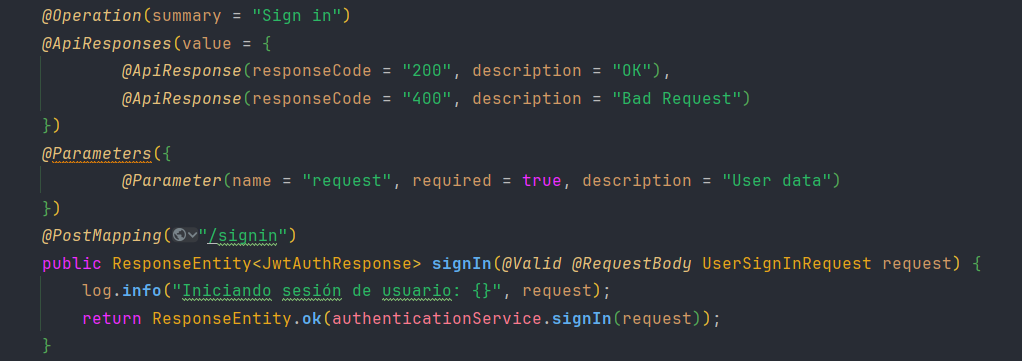 @Operation(summary = "Sign in")
@ApiResponses(value = {
        @ApiResponse(responseCode = "200", description = "OK"),
        @ApiResponse(responseCode = "400", description = "Bad Request")
})
@Parameters({
        @Parameter(name = "request", required = true, description = "User data")
})
@PostMapping("/signin")
public ResponseEntity<JwtAuthResponse> signIn(@Valid @RequestBody UserSignInRequest request) {
    log.info("Iniciando sesión de usuario: {}", request);
    return ResponseEntity.ok(authenticationService.signIn(request));
}